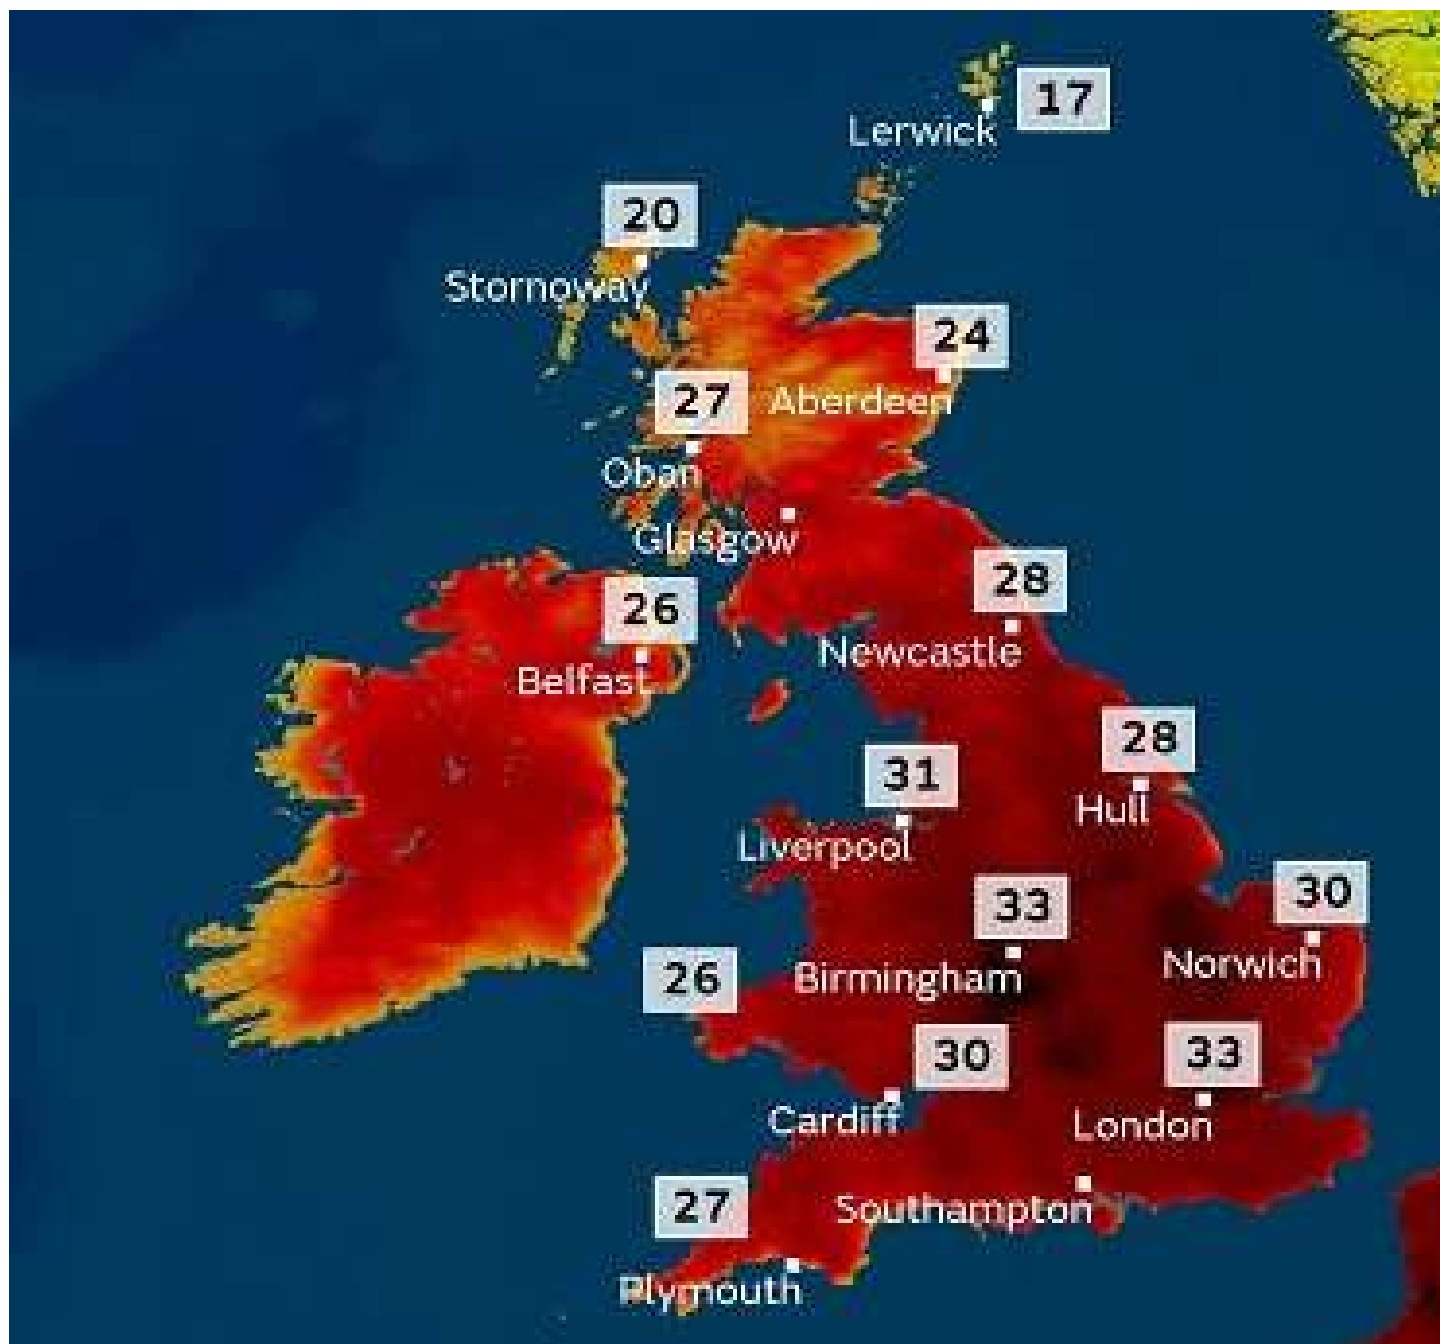 17
Lerwick
20
Stornoway
24
27
Aberdeen
Oban
Glasgow
28
26
Newcastle
Belfast
28
31
Hull
Liverpool
30
33
Norwich
26
Birmingham
33
30
Cardiff
London
27
Southampton
Plymouth